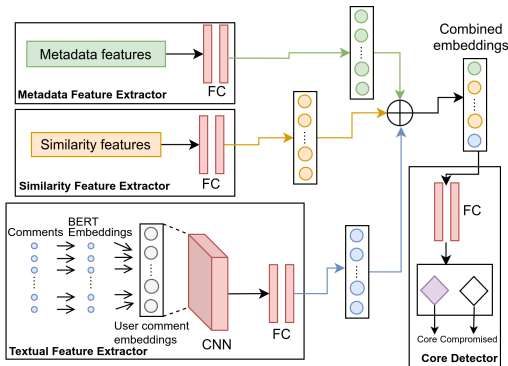 Metadata features
FC
Metadata Feature Extractor
Combined
embeddings
Similarity features
FC
Similarity Feature Extractor
FC
BERT
Comments Embeddings
User comment
embeddings
CNN
FC
Textual Feature Extractor
Core Compromised
Core Detector